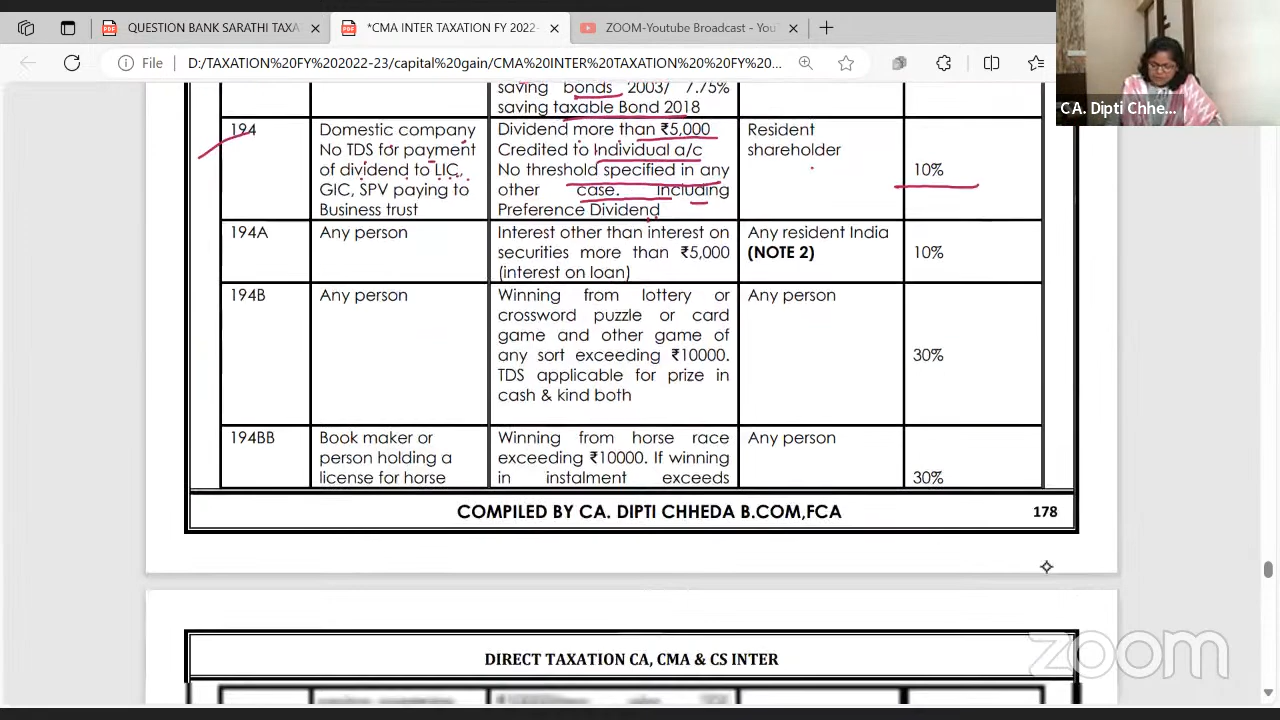 QUESTION BANK SARATHI TAXA
*CMA INTER TAXATION FY 2022-
ZOOM-Youtube Broadcast - You
File
D:/TAXATION%20FY%202022-23/capital%20gain/CMA%20INTER%20TAXATION%20%20FY%20...
CA. Dipti Chhe...
saving bonds 2003/ 7.75%
saving taxable Bond 2018
194
Domestic company
No TDS for payment
of dividend to LIC,
GIC, SPV paying to
Business trust
Dividend more than ₹5,000
Credited to Individual a/c
No threshold specified in any
other case. Including
Preference Dividend
Resident
shareholder
10%
194A
Any person
Interest other than interest on
securities more than ₹5,000
(interest on loan)
Any resident India
(NOTE 2)
10%
194B
Any person
Winning from lottery or
crossword puzzle or card
game and other game of
any sort exceeding ₹10000.
TDS applicable for prize in
cash & kind both
Any person
30%
194BB
Book maker or
person holding a
license for horse
Winning from horse race
exceeding ₹10000. If winning
in instalment exceeds
Any person
30%
COMPILED BY CA. DIPTI CHHEDA B.COM,FCA
178
zoom
DIRECT TAXATION CA, CMA & CS INTER